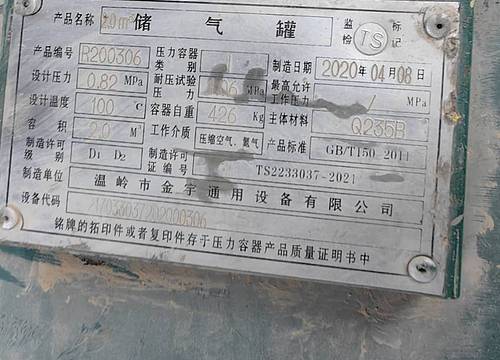 产品名称 2.0m³ 储气罐 监检 TS 标记
产品编号 R200306 压力容器类别 制造日期 2020年04月08日
设计压力 0.82 MPa 耐压试验压力 MPa 最高允许工作压力 / MPa
设计温度 100 ℃ 容器自重 426 Kg 主体材料 Q235B
容积 2.0 M³ 工作介质 压缩空气、氮气 产品标准 GB/T150-2011
制造许可级别 D1 D2 制造许可证编号 TS2233037-2021
制造单位 温岭市金宇通用设备有限公司
设备代码
铭牌的拓印件或者复印件存于压力容器产品质量证明书中